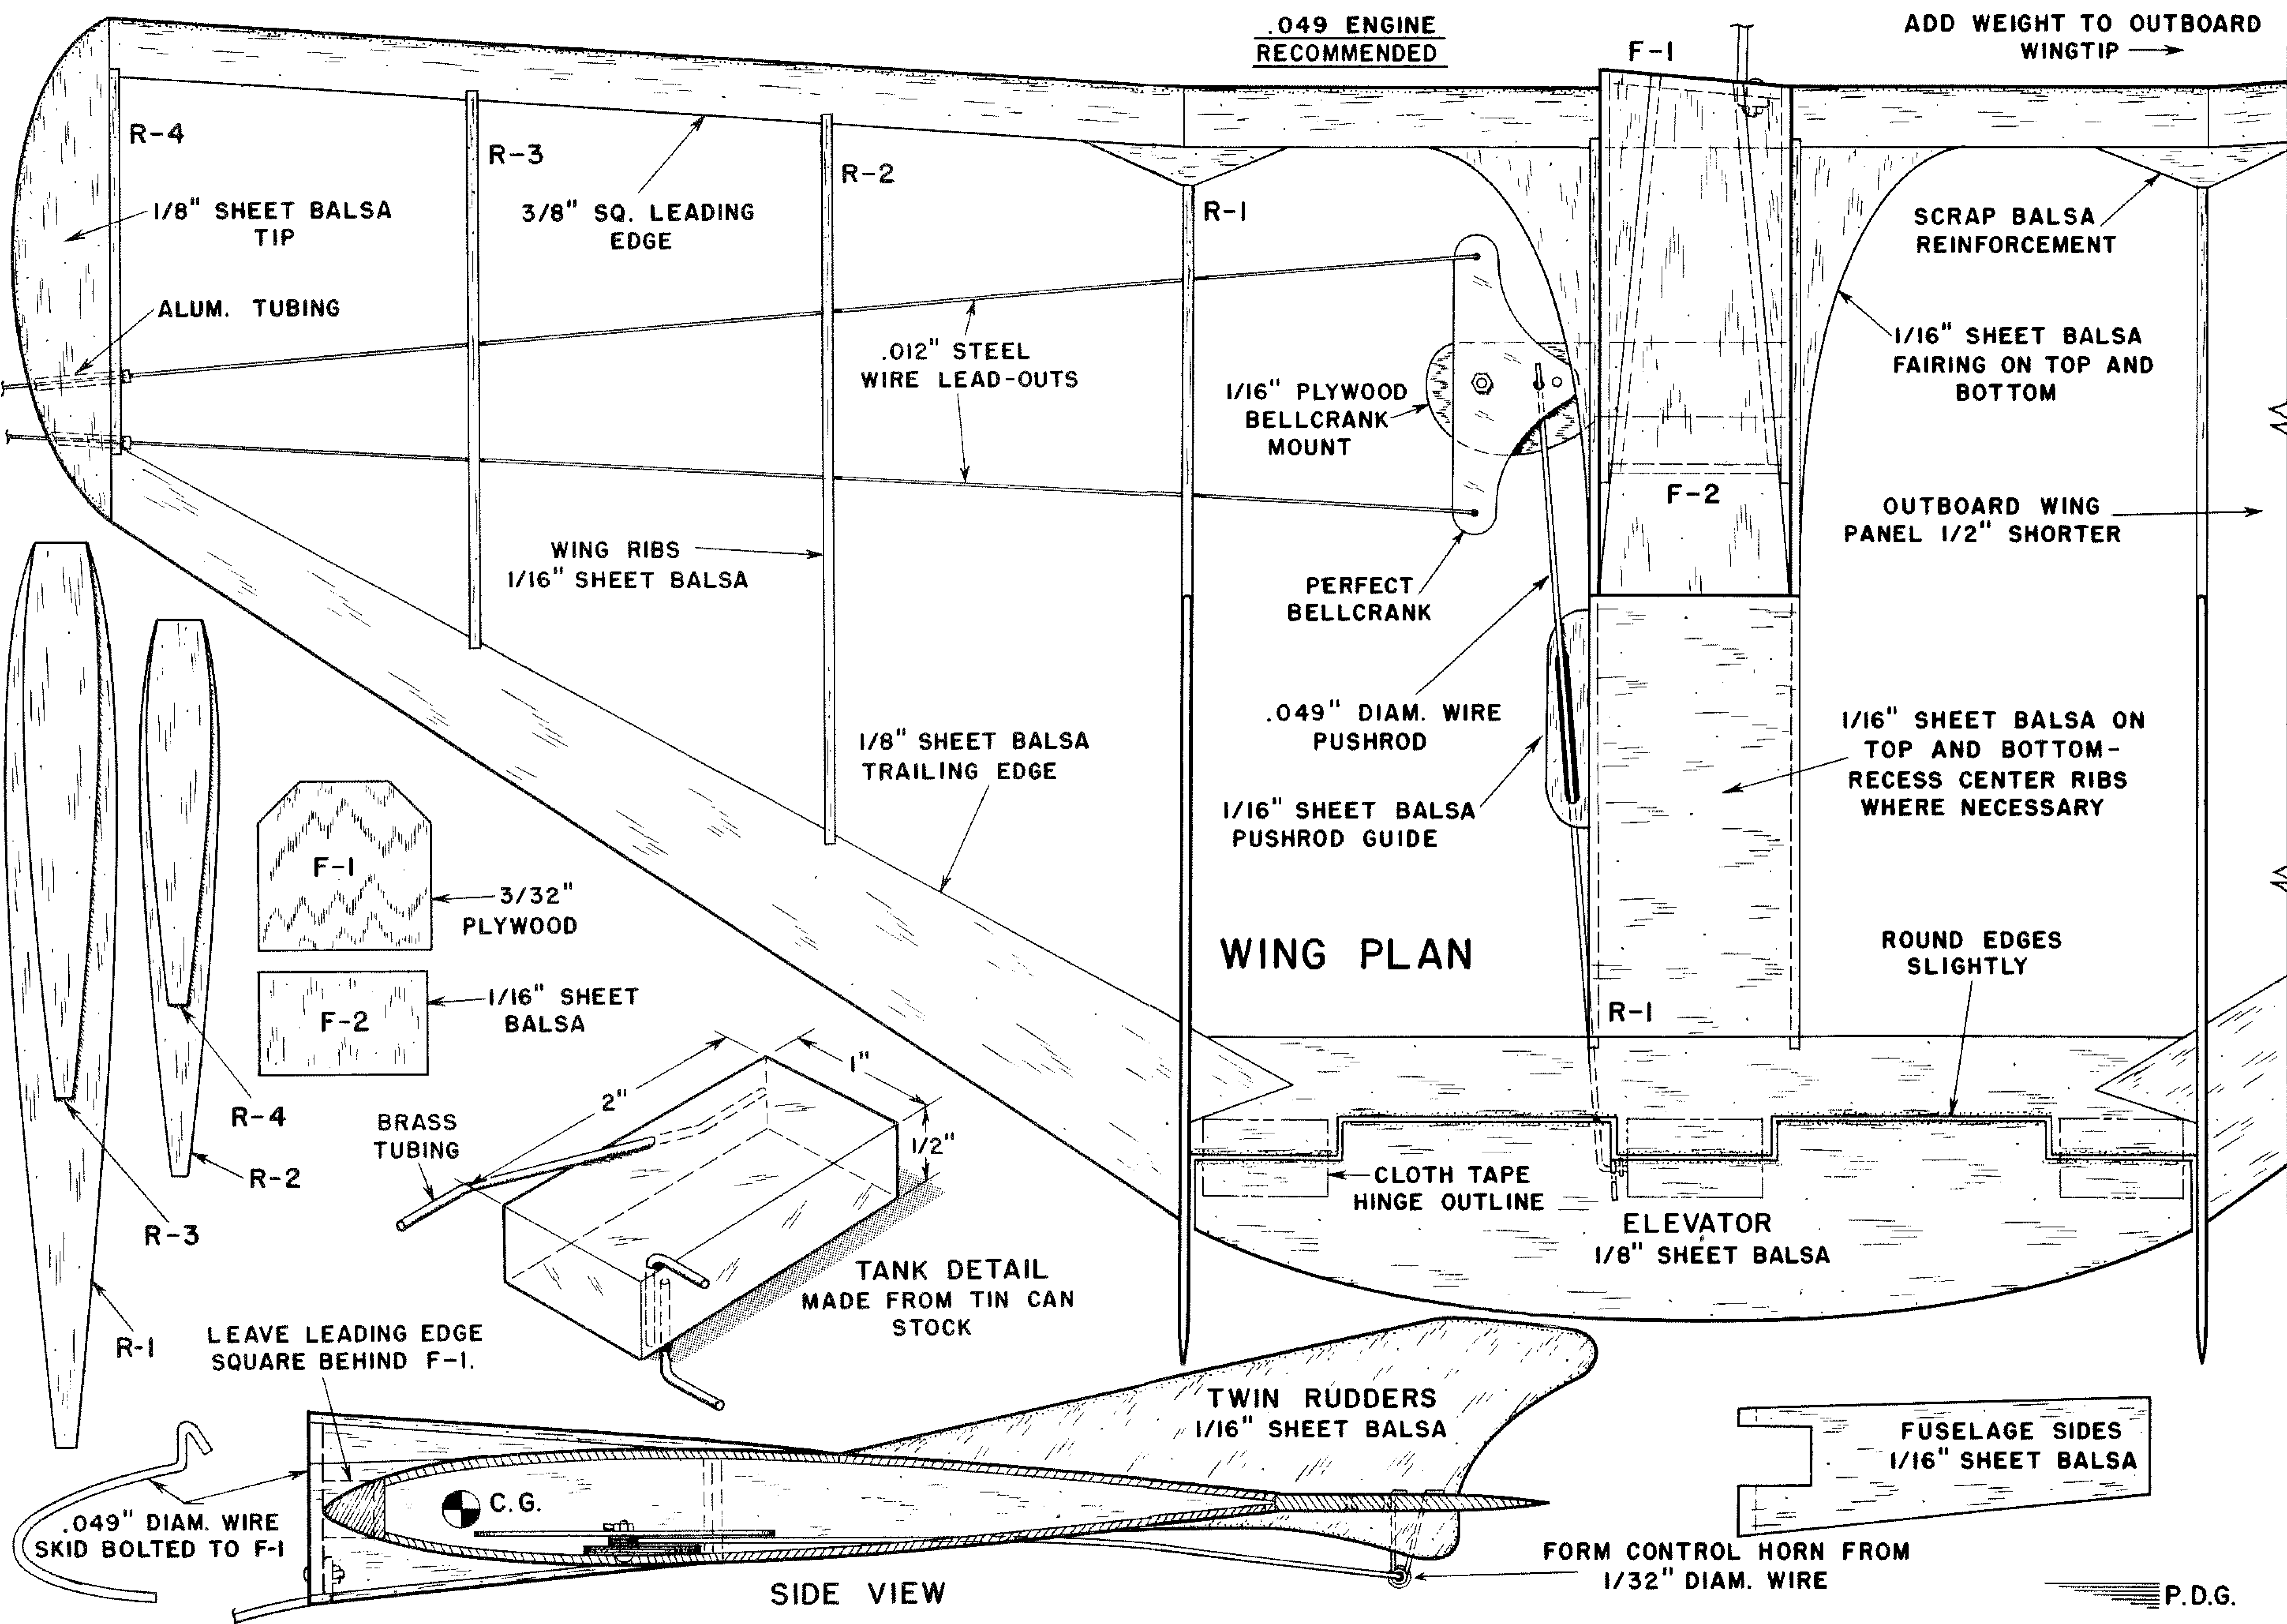 .049 ENGINE
RECOMMENDED
F-1
ADD WEIGHT TO OUTBOARD
WINGTIP
R-4
R-3
R-2
R-1
1/8" SHEET BALSA
TIP
3/8" SQ. LEADING
EDGE
SCRAP BALSA
REINFORCEMENT
ALUM. TUBING
.012" STEEL
WIRE LEAD-OUTS
1/16" PLYWOOD
BELLCRANK
MOUNT
1/16" SHEET BALSA
FAIRING ON TOP AND
BOTTOM
F-2
OUTBOARD WING
PANEL 1/2" SHORTER
WING RIBS
1/16" SHEET BALSA
PERFECT
BELLCRANK
.049" DIAM. WIRE
PUSHROD
1/8" SHEET BALSA
TRAILING EDGE
1/16" SHEET BALSA
PUSHROD GUIDE
1/16" SHEET BALSA ON
TOP AND BOTTOM-
RECESS CENTER RIBS
WHERE NECESSARY
F-1
3/32"
PLYWOOD
WING PLAN
ROUND EDGES
SLIGHTLY
F-2
1/16" SHEET
BALSA
R-1
2"
1"
1/2"
BRASS
TUBING
R-4
R-2
R-3
R-1
CLOTH TAPE
HINGE OUTLINE
ELEVATOR
1/8" SHEET BALSA
TANK DETAIL
MADE FROM TIN CAN
STOCK
LEAVE LEADING EDGE
SQUARE BEHIND F-1.
TWIN RUDDERS
1/16" SHEET BALSA
FUSELAGE SIDES
1/16" SHEET BALSA
C.G.
.049" DIAM. WIRE
SKID BOLTED TO F-1
FORM CONTROL HORN FROM
1/32" DIAM. WIRE
SIDE VIEW
P.D.G.